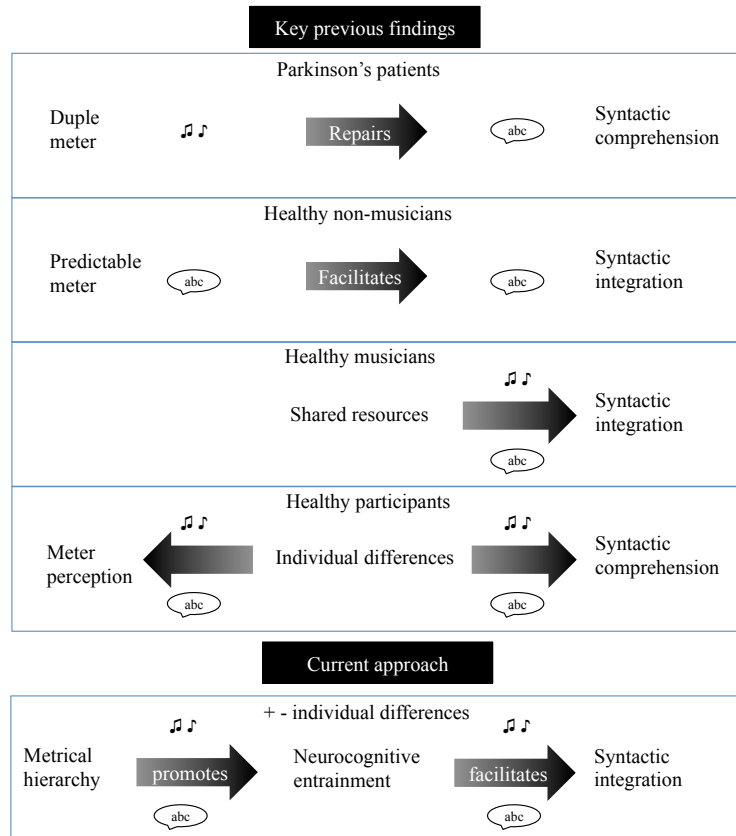 Key previous findings
Parkinson's patients
Duple
meter
Repairs
abc
Syntactic
comprehension
Healthy non-musicians
Predictable
meter
abc
Facilitates
abc
Syntactic
integration
Healthy musicians
Shared resources
abc
Syntactic
integration
Healthy participants
Meter
perception
abc
Individual differences
abc
Syntactic
comprehension
Current approach
+ - individual differences
Metrical
hierarchy
promotes
abc
Neurocognitive
entrainment
facilitates
abc
Syntactic
integration